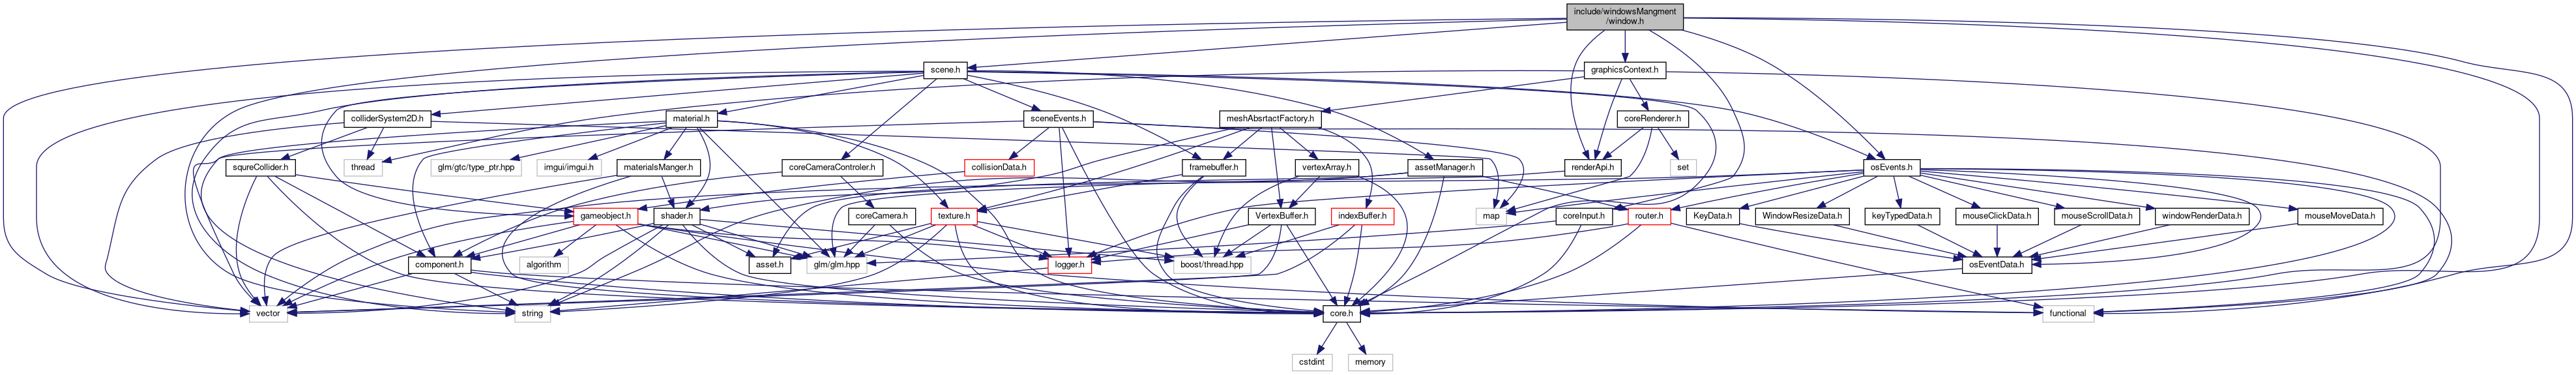 include/windowsMangment
/window.h
scene.h
graphicsContext.h
colliderSystem2D.h
material.h
sceneEvents.h
meshAbsrtactFactory.h
coreRenderer.h
squreCollider.h
thread
glm/gtc/type_ptr.hpp
imgui/imgui.h
materialsManger.h
coreCameraControler.h
collisionData.h
framebuffer.h
vertexArray.h
assetManager.h
renderApi.h
set
osEvents.h
gameobject.h
shader.h
coreCamera.h
texture.h
VertexBuffer.h
indexBuffer.h
map
coreInput.h
router.h
KeyData.h
WindowResizeData.h
keyTypedData.h
mouseClickData.h
mouseScrollData.h
windowRenderData.h
mouseMoveData.h
component.h
algorithm
asset.h
glm/glm.hpp
logger.h
boost/thread.hpp
osEventData.h
vector
string
core.h
functional
cstdint
memory